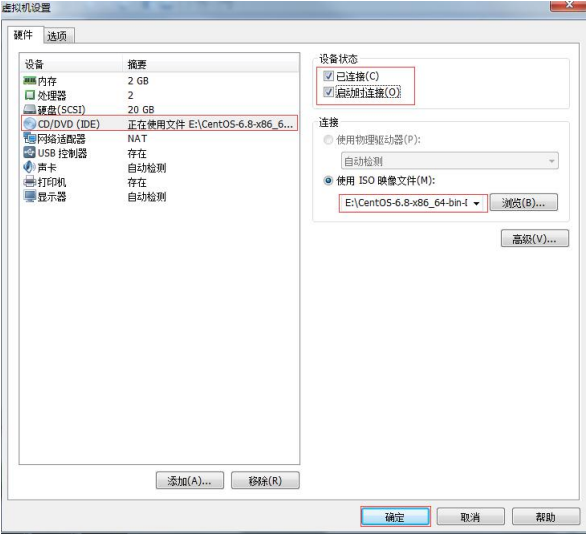 虚拟机设置
硬件 选项
设备 摘要
内存 2 GB
处理器 2
硬盘(SCSI) 20 GB
CD/DVD (IDE) 正在使用文件 E:\CentOS-6.8-x86_6...
网络适配器 NAT
USB 控制器 存在
声卡 自动检测
打印机 存在
显示器 自动检测
添加(A)... 移除(R)
设备状态
已连接(C)
启动时连接(O)
连接
使用物理驱动器(P):
自动检测
使用 ISO 映像文件(M):
E:\CentOS-6.8-x86_64-bin-[ 浏览(B)...
高级(V)...
确定 取消 帮助